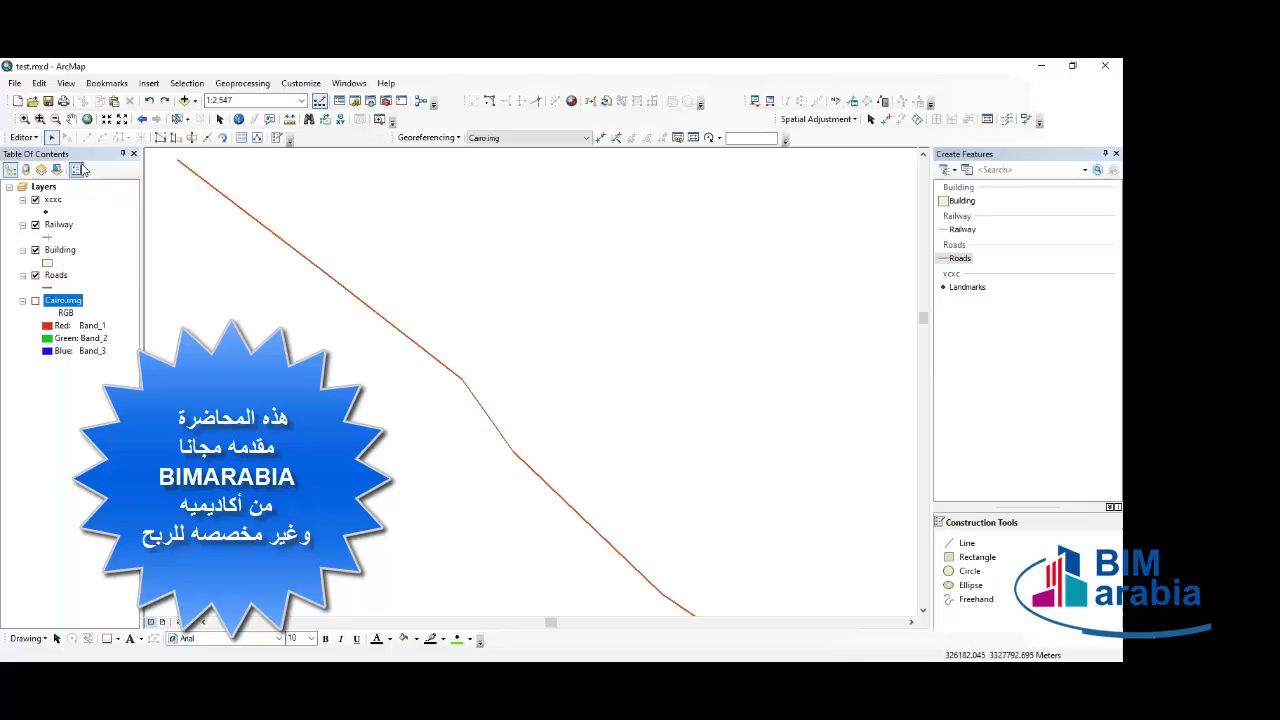 test.mxd - ArcMap
File Edit View Bookmarks Insert Selection Geoprocessing Customize Windows Help
1:2,547
Editor Georeferencing Cairo.img Spatial Adjustment
Table Of Contents
Layers
xcxc
Railway
Building
Roads
Cairo.img
RGB
Red: Band_1
Green: Band_2
Blue: Band_3
هذه المحاضرة
مقدمه مجانا
BIMARABIA
من أكاديميه
وغير مخصصه للربح
Create Features
<Search>
Building
Building
Railway
Railway
Roads
Roads
xcxc
Landmarks
Construction Tools
Line
Rectangle
Circle
Ellipse
Freehand
BIM
arabia
Drawing A Arial 10 B I U A
326182.045 3327792.695 Meters